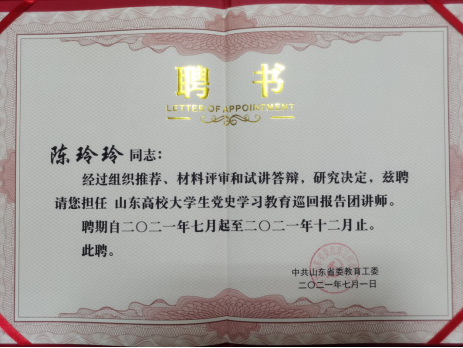 聘书
LETTER OF APPOINTMENT
陈玲玲同志：
经过组织推荐、材料评审和试讲答辩，研究决定，兹聘
请您担任 山东高校大学生党史学习教育巡回报告团讲师。
聘期自二〇二一年七月起至二〇二一年十二月止。
此聘。
中共山东省委教育工委
二〇二一年七月一日